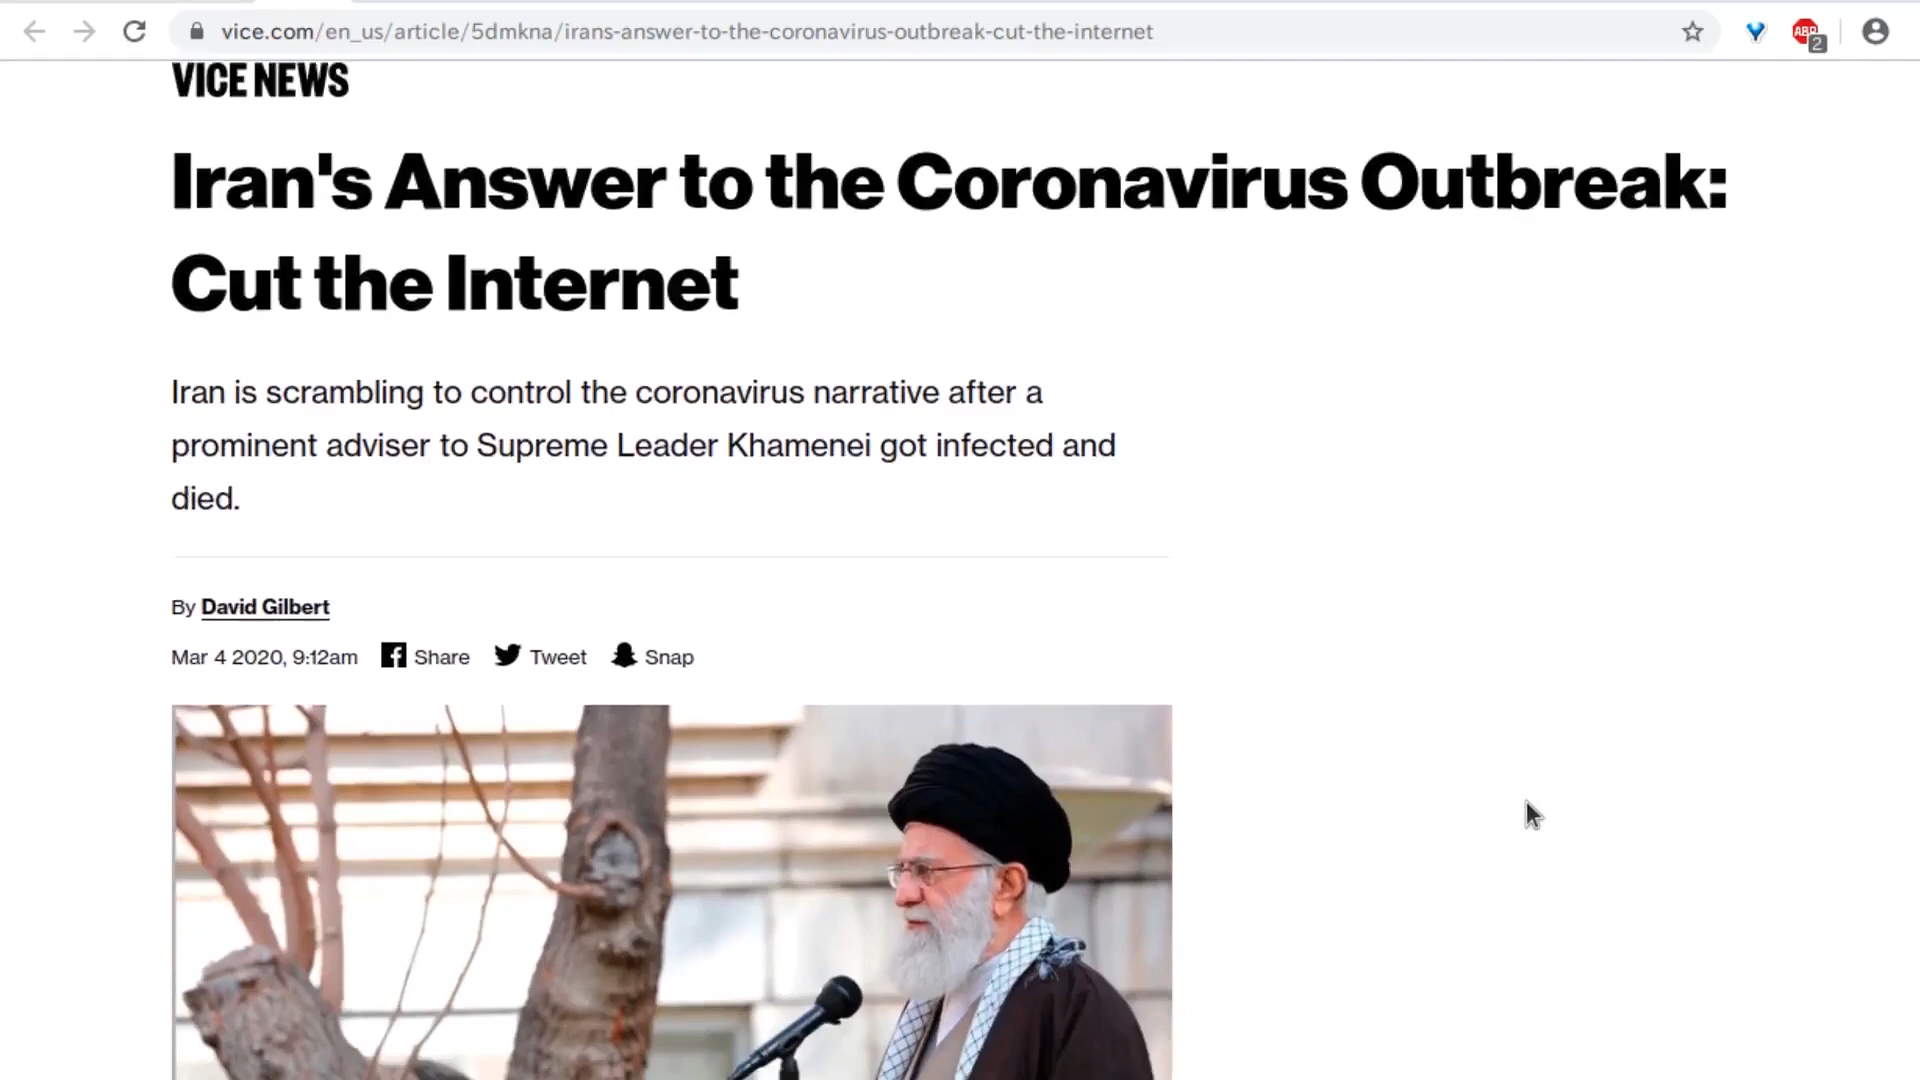 vice.com/en_us/article/5dmkna/irans-answer-to-the-coronavirus-outbreak-cut-the-internet
ABP
2
VICE NEWS
Iran's Answer to the Coronavirus Outbreak:
Cut the Internet
Iran is scrambling to control the coronavirus narrative after a
prominent adviser to Supreme Leader Khamenei got infected and
died.
By David Gilbert
Mar 4 2020, 9:12am Share Tweet Snap